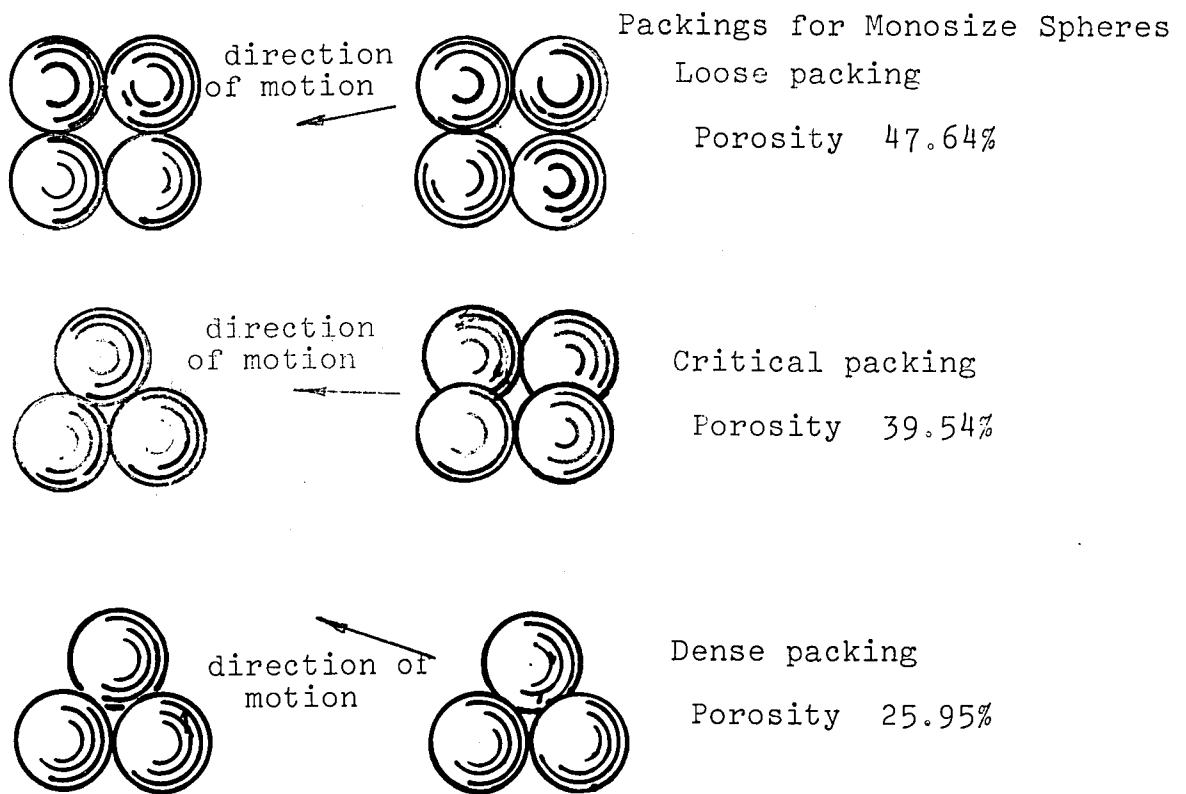 Packings for Monosize Spheres
direction
of motion
Loose packing
Porosity 47.64%
direction
of motion
Critical packing
Porosity 39.54%
direction of
motion
Dense packing
Porosity 25.95%